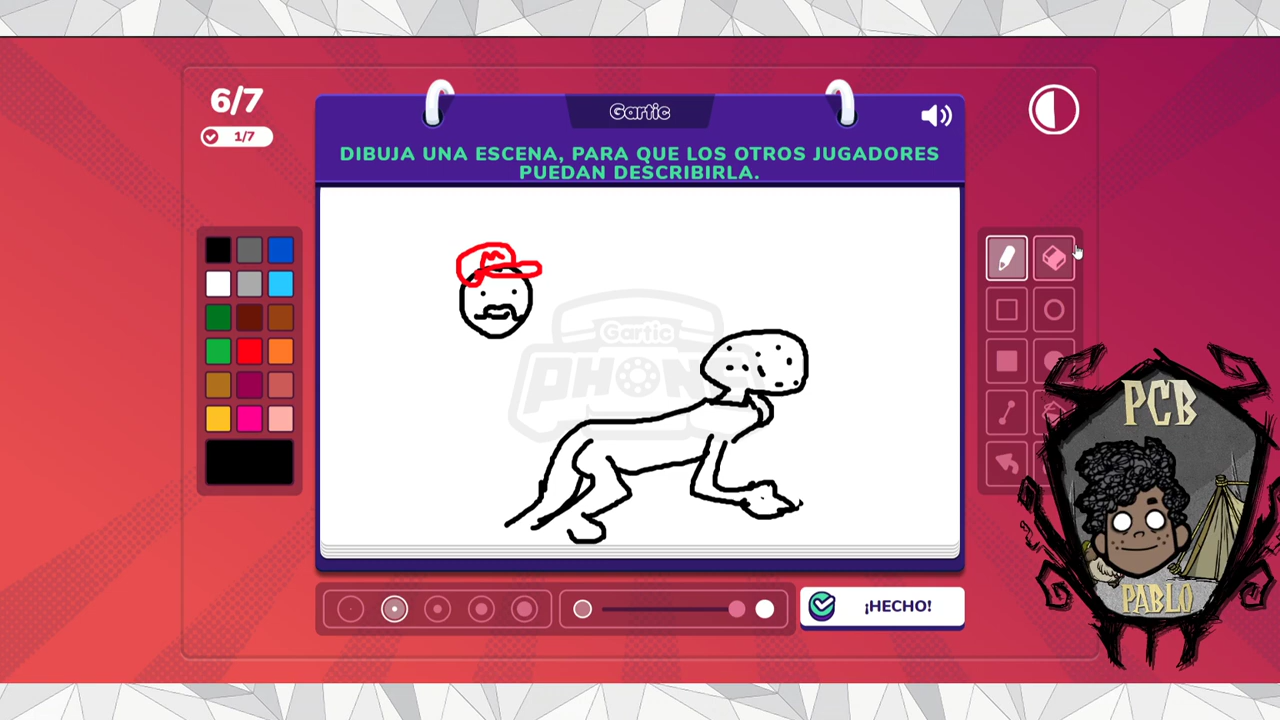 6/7
1/7
Gartic
DIBUJA UNA ESCENA, PARA QUE LOS OTROS JUGADORES
PUEDAN DESCRIBIRLA.
M
Gartic
PHONE
¡HECHO!
PCB
PABLO